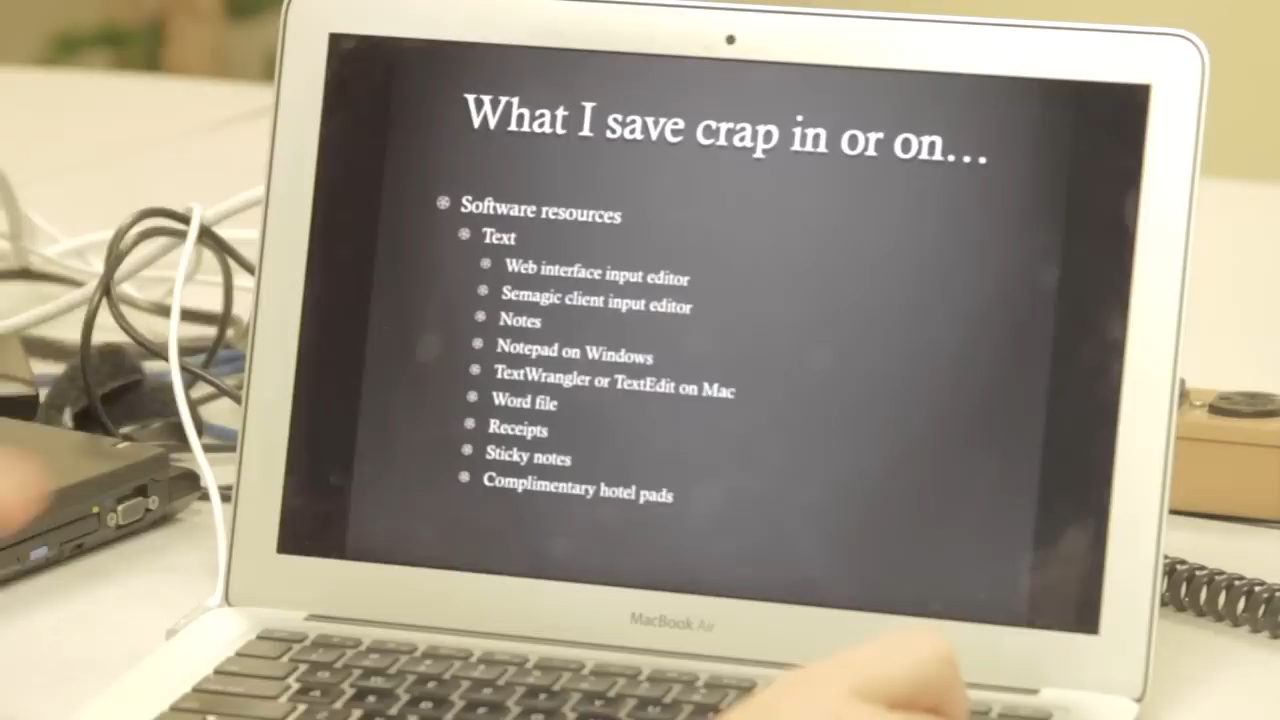 What I save crap in or on...
Software resources
Text
Web interface input editor
Semagic client input editor
Notes
Notepad on Windows
TextWrangler or TextEdit on Mac
Word file
Receipts
Sticky notes
Complimentary hotel pads
MacBook Air